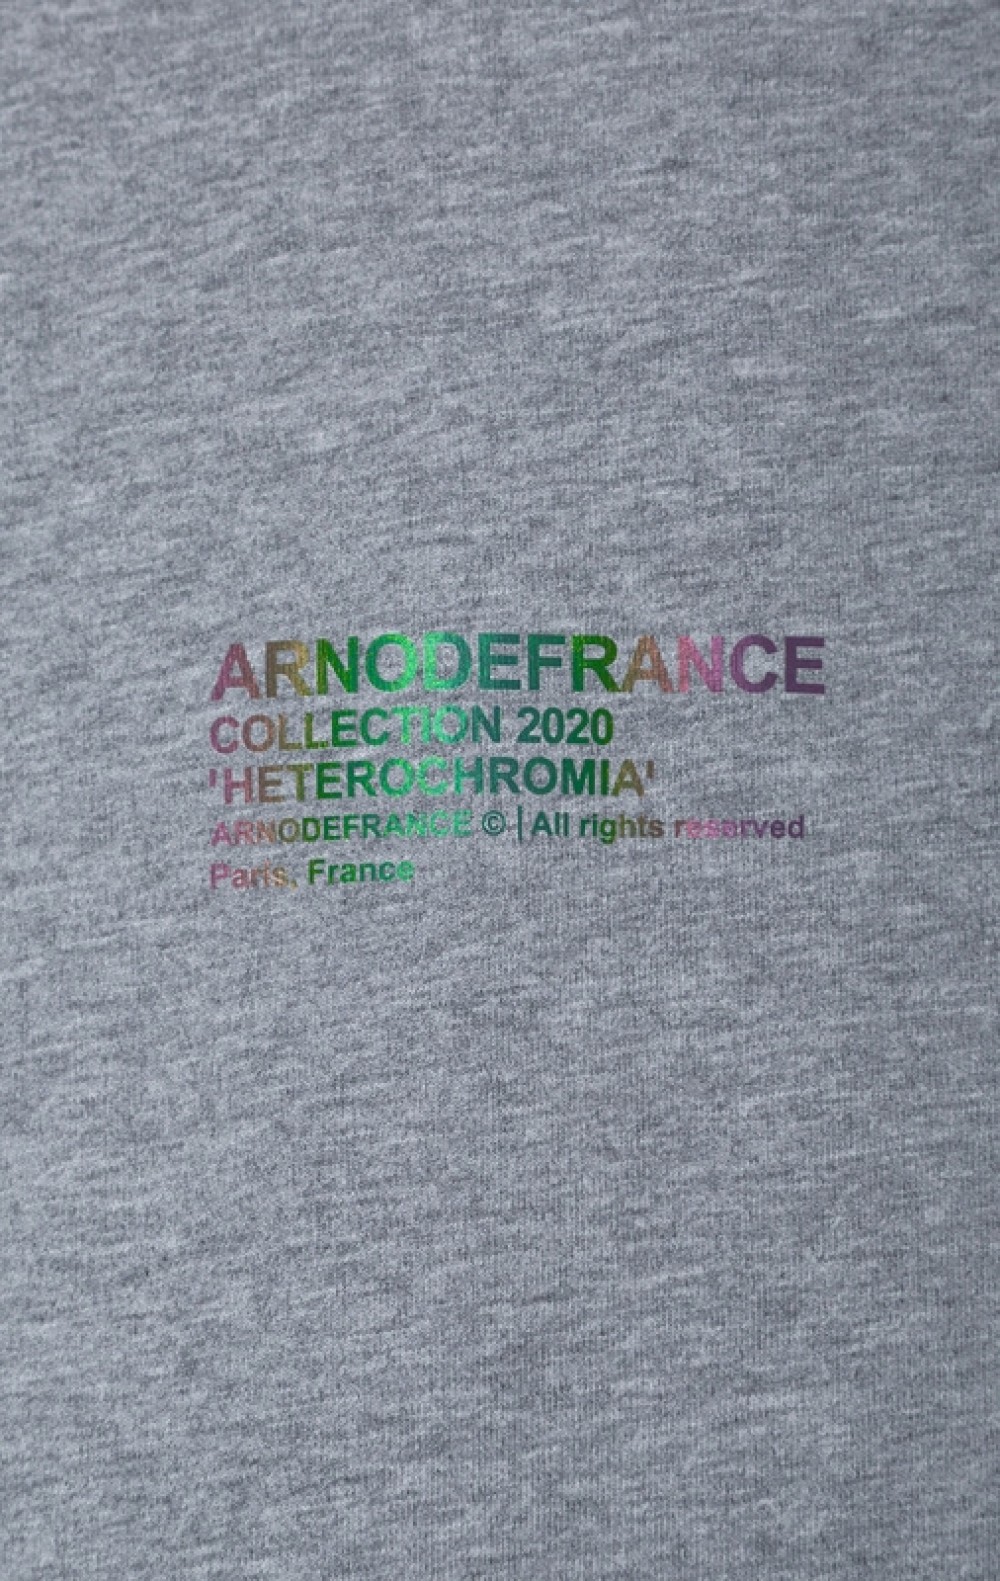 ARNODEFRANCE
COLLECTION 2020
'HETEROCHROMIA'
ARNODEFRANCE © | All rights reserved
Paris, France